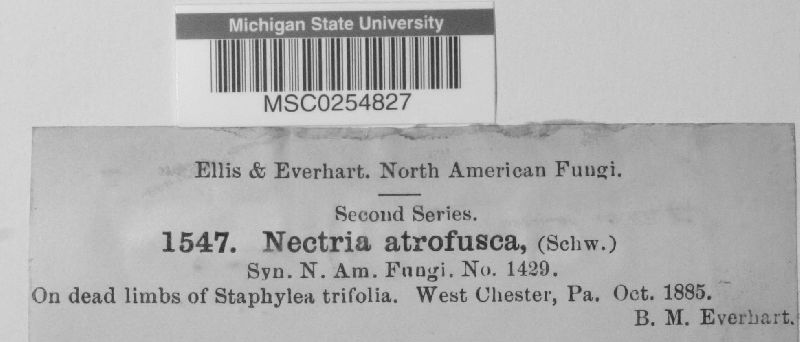 Michigan State University
MSC0254827
Ellis & Everhart. North American Fungi.
Second Series.
1547. Nectria atrofusca, (Schw.)
Syn. N. Am. Fungi. No. 1429.
On dead limbs of Staphylea trifolia. West Chester, Pa. Oct. 1885.
B. M. Everhart.